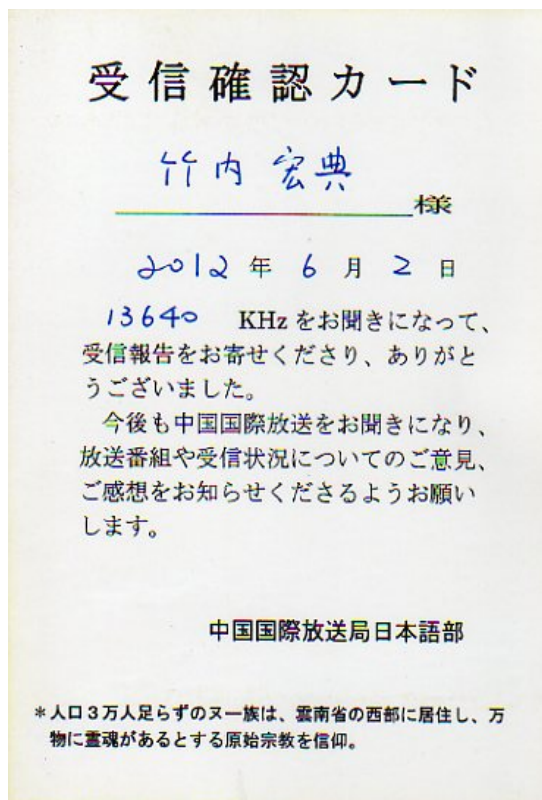 受信確認カード
竹内 宏典
様
2012年6月2日
13640 KHzをお聞きになって、
受信報告をお寄せくださり、ありがと
うございました。
今後も中国国際放送をお聞きになり、
放送番組や受信状況についてのご意見、
ご感想をお知らせくださるようお願い
します。
中国国際放送局日本語部
＊人口３万人足らずのヌー族は、雲南省の西部に居住し、万
物に霊魂があるとする原始宗教を信仰。